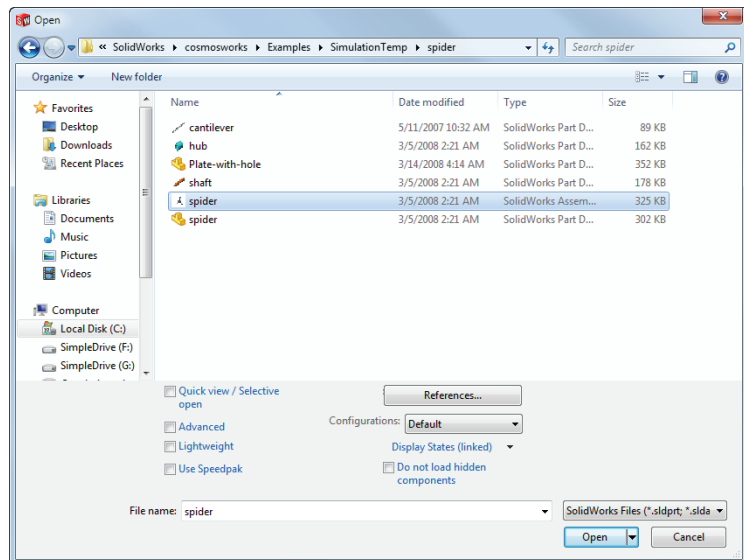 Open
« SolidWorks ▸ cosmosworks ▸ Examples ▸ SimulationTemp ▸ spider
Search spider
Organize
New folder
Name Date modified Type Size
Favorites
Desktop
Downloads
Recent Places
Libraries
Documents
Music
Pictures
Videos
Computer
Local Disk (C:)
SimpleDrive (F:)
SimpleDrive (G:)
cantilever 5/11/2007 10:32 AM SolidWorks Part D... 89 KB
hub 3/5/2008 2:21 AM SolidWorks Part D... 162 KB
Plate-with-hole 3/14/2008 4:14 AM SolidWorks Part D... 352 KB
shaft 3/5/2008 2:21 AM SolidWorks Part D... 178 KB
spider 3/5/2008 2:21 AM SolidWorks Assem... 325 KB
spider 3/5/2008 2:21 AM SolidWorks Part D... 302 KB
Quick view / Selective
open
Advanced
Lightweight
Use Speedpak
References...
Configurations: Default
Display States (linked)
Do not load hidden
components
File name: spider
SolidWorks Files (*.sldprt; *.slda
Open
Cancel